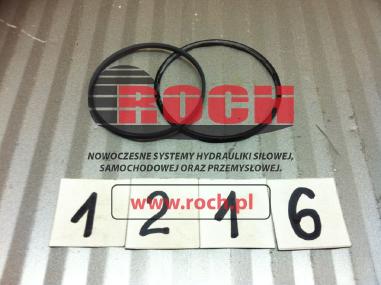 ROCH
NOWOCZESNE SYSTEMY HYDRAULIKI SIŁOWEJ,
SAMOCHODOWEJ ORAZ PRZEMYSŁOWEJ.
1 2 1 6
www.roch.pl